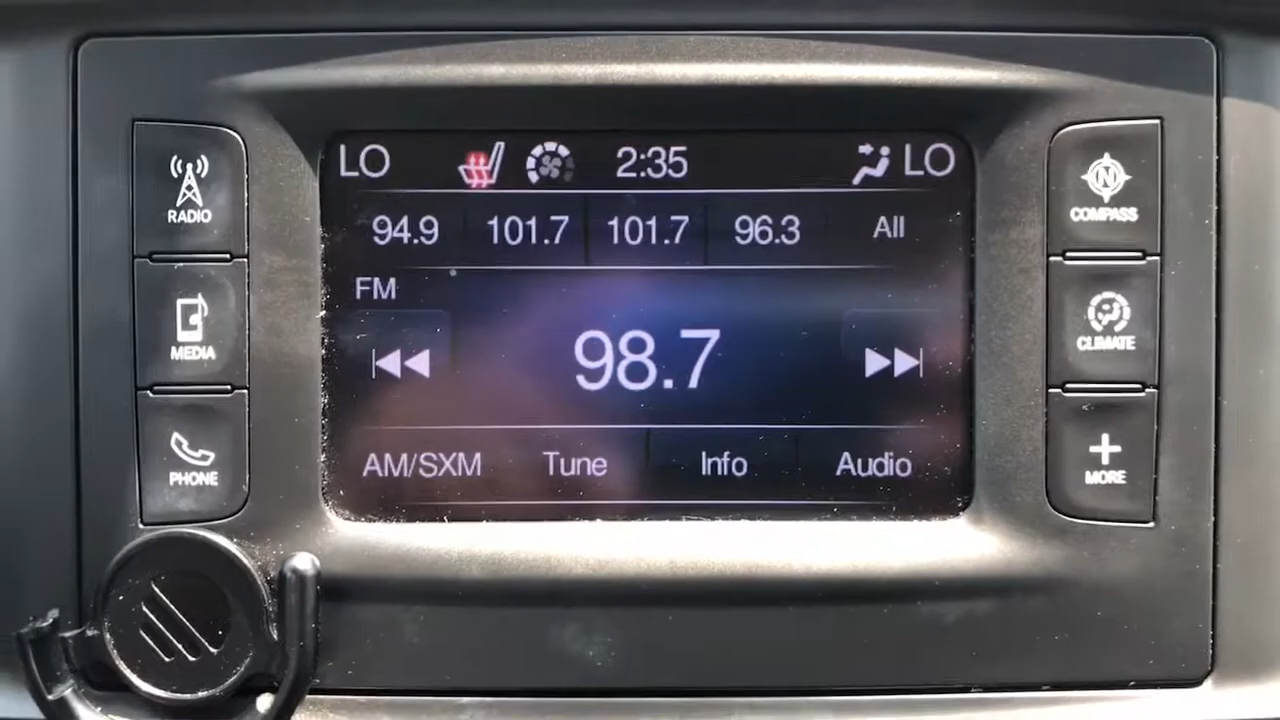 LO 2:35 LO
94.9 101.7 101.7 96.3 All
FM
98.7
AM/SXM Tune Info Audio
RADIO
MEDIA
PHONE
N
COMPASS
CLIMATE
MORE